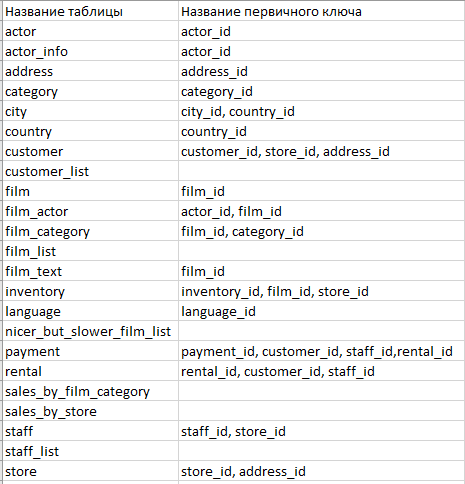 Название таблицы Название первичного ключа
actor actor_id
actor_info actor_id
address address_id
category category_id
city city_id, country_id
country country_id
customer customer_id, store_id, address_id
customer_list
film film_id
film_actor actor_id, film_id
film_category film_id, category_id
film_list
film_text film_id
inventory inventory_id, film_id, store_id
language language_id
nicer_but_slower_film_list
payment payment_id, customer_id, staff_id,rental_id
rental rental_id, customer_id, staff_id
sales_by_film_category
sales_by_store
staff staff_id, store_id
staff_list
store store_id, address_id